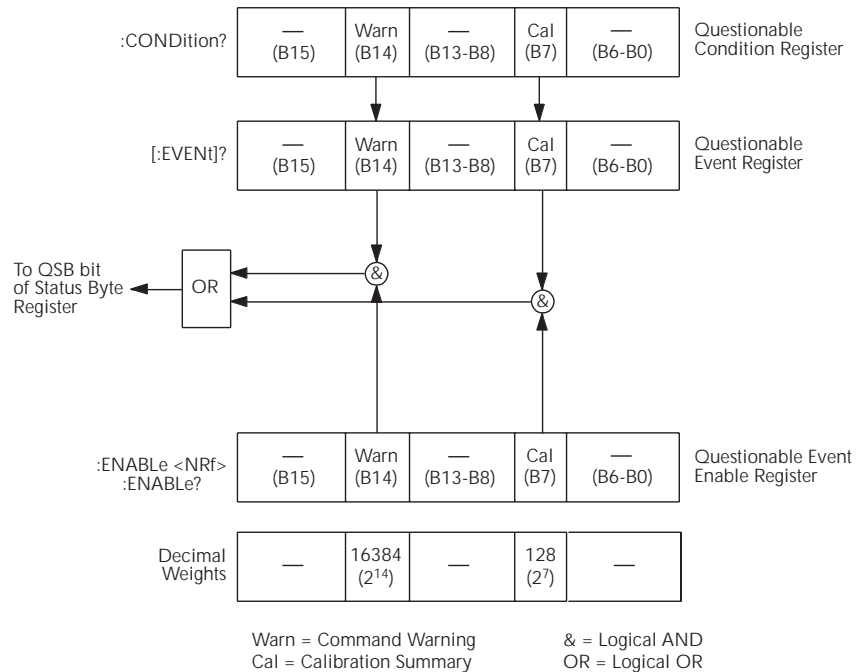 :CONDition?
—
(B15)
Warn
(B14)
—
(B13-B8)
Cal
(B7)
—
(B6-B0)
Questionable
Condition Register
[:EVENt]?
—
(B15)
Warn
(B14)
—
(B13-B8)
Cal
(B7)
—
(B6-B0)
Questionable
Event Register
To QSB bit
of Status Byte
Register
OR
&
&
:ENABLe <NRf>
:ENABLe?
—
(B15)
Warn
(B14)
—
(B13-B8)
Cal
(B7)
—
(B6-B0)
Questionable Event
Enable Register
Decimal
Weights
—
16384
(2¹⁴)
—
128
(2⁷)
—
Warn = Command Warning
Cal = Calibration Summary
& = Logical AND
OR = Logical OR